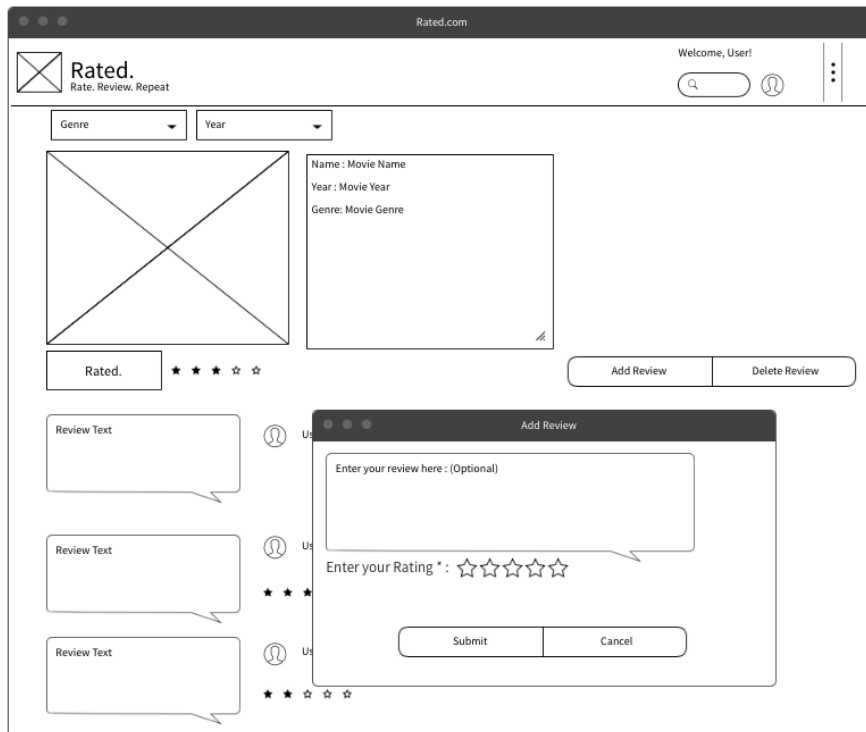 Rated.com
Welcome, User!
Rated.
Rate. Review. Repeat
Genre
Year
Name : Movie Name
Year : Movie Year
Genre: Movie Genre
Rated.
Add Review
Delete Review
Review Text
Add Review
Enter your review here : (Optional)
Review Text
Enter your Rating * :
Submit
Cancel
Review Text